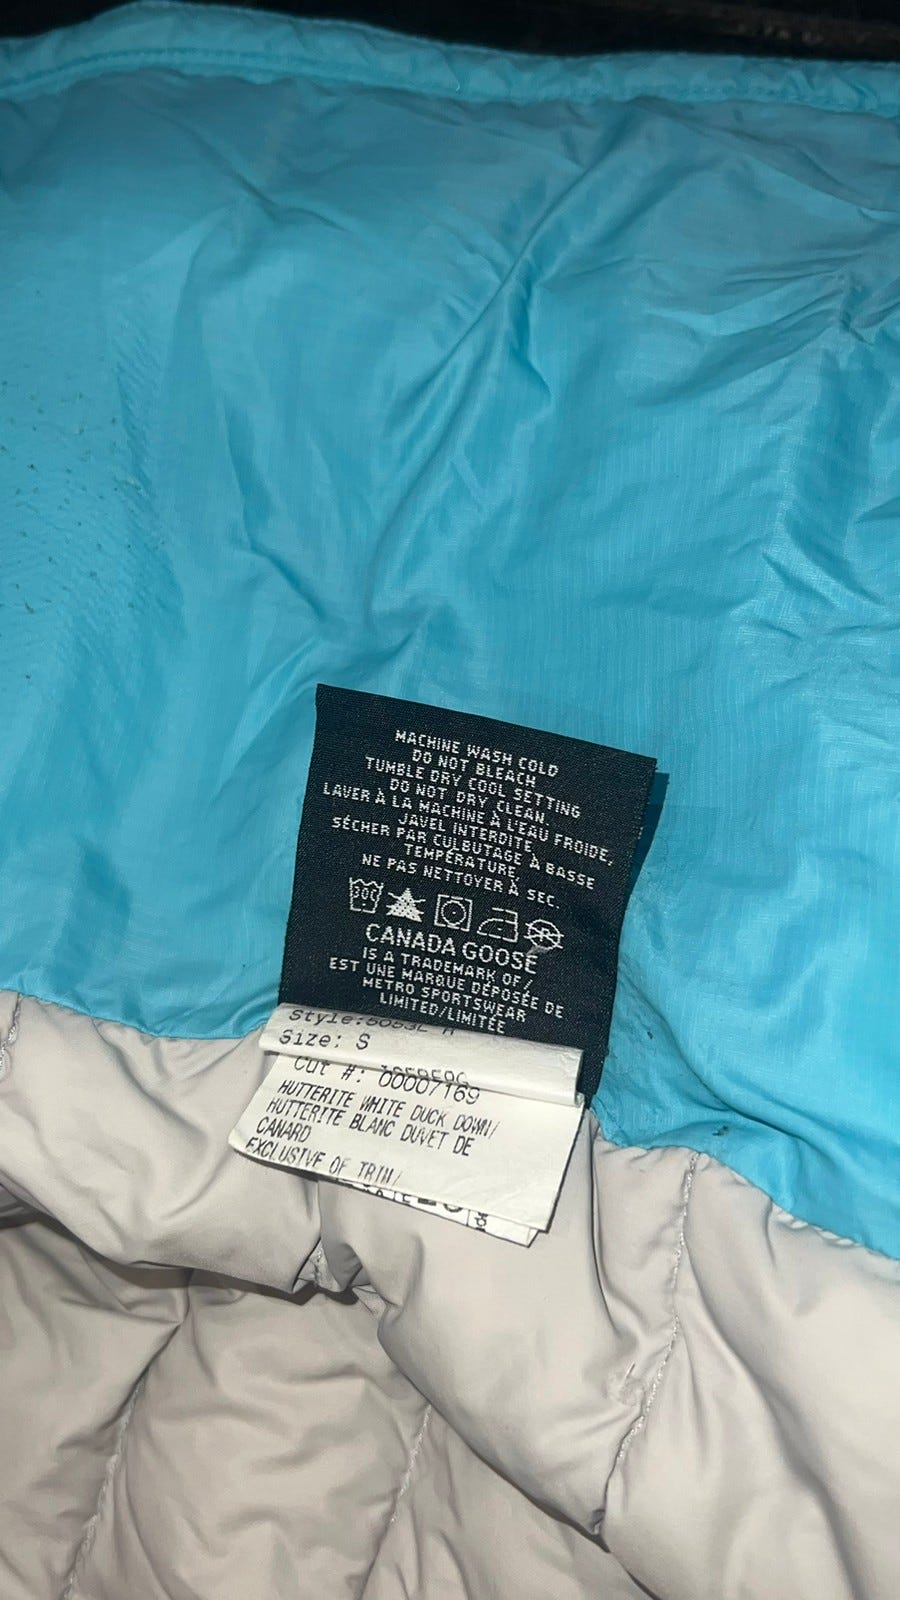 MACHINE WASH COLD
DO NOT BLEACH
TUMBLE DRY COOL SETTING
DO NOT DRY CLEAN.
LAVER À LA MACHINE À L'EAU FROIDE,
JAVEL INTERDITE,
SÉCHER PAR CULBUTAGE À BASSE
TEMPÉRATURE,
NE PAS NETTOYER À SEC.
30C
CANADA GOOSE
IS A TRADEMARK OF/
EST UNE MARQUE DÉPOSÉE DE
METRO SPORTSWEAR
LIMITED/LIMITÉE
Style:5053L
Size: S
Cut #: 00007169
HUTTERITE WHITE DUCK DOWN/
HUTTERITE BLANC DUVET DE
CANARD
EXCLUSIVE OF TRIM/